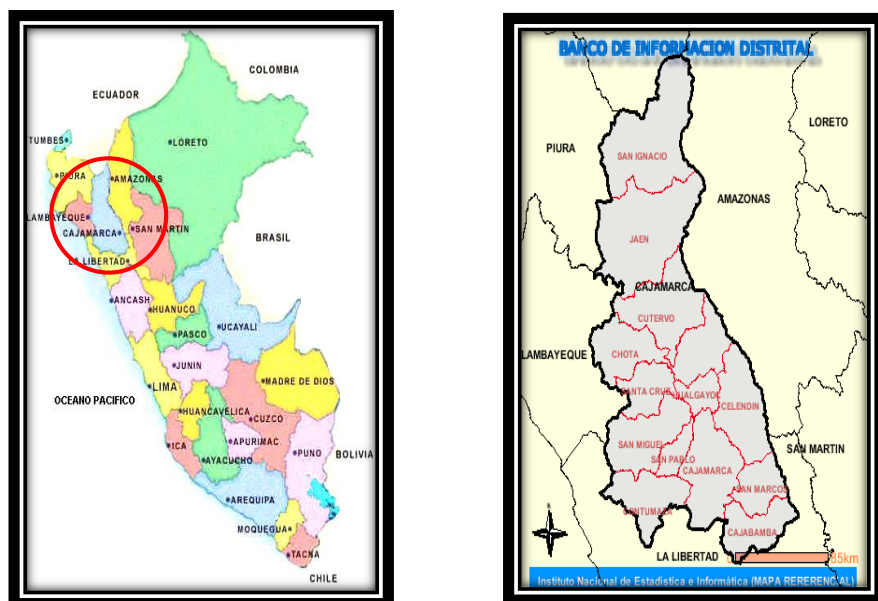 COLOMBIA
ECUADOR
TUMBES
LORETO
PIURA
AMAZONAS
LAMBAYEQUE
CAJAMARCA
SAN MARTIN
BRASIL
LA LIBERTAD
ANCASH
HUANUCO
UCAYALI
PASCO
JUNIN
LIMA
MADRE DE DIOS
OCEANO PACIFICO
HUANCAVELICA
CUZCO
ICA
APURIMAC
PUNO
BOLIVIA
AYACUCHO
AREQUIPA
MOQUEGUA
TACNA
CHILE
BANCO DE INFORMACION DISTRITAL
LORETO
PIURA
SAN IGNACIO
AMAZONAS
JAEN
CAJAMARCA
CUTERVO
LAMBAYEQUE
CHOTA
SANTA CRUZ
HUALGAYOC
CELENDIN
SAN MIGUEL
SAN MARTIN
SAN PABLO
CAJAMARCA
SAN MARCOS
CONTUMAZA
CAJABAMBA
LA LIBERTAD
85km
Instituto Nacional de Estadística e Informática (MAPA RERERENCIAL)